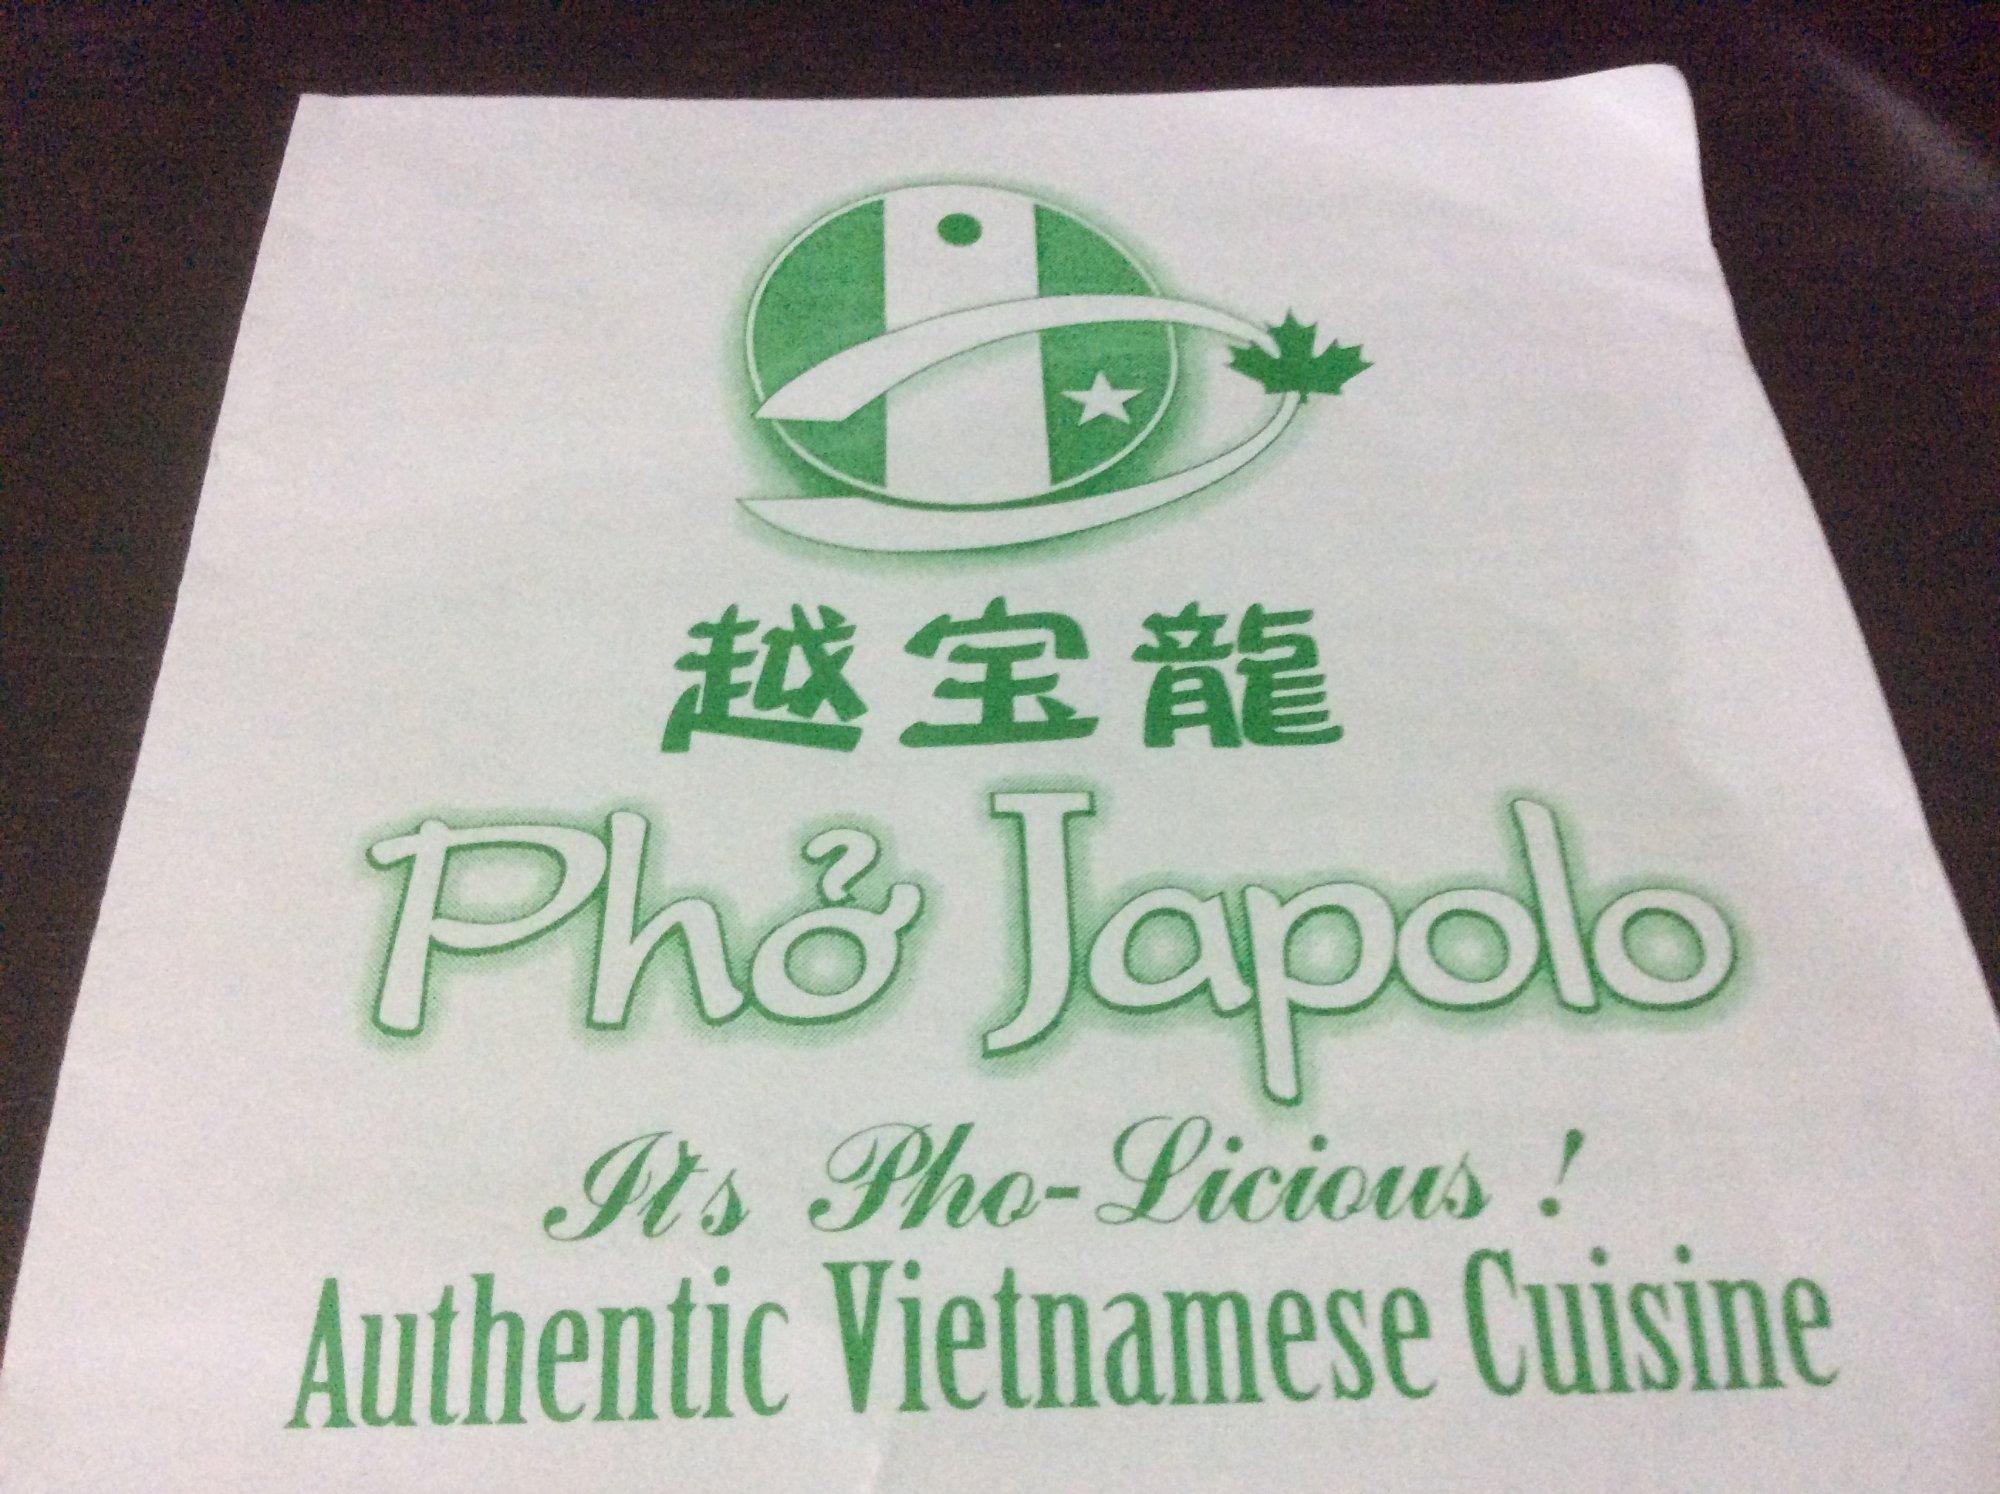 越宝龍
Phở Japolo
It's Pho-Licious !
Authentic Vietnamese Cuisine